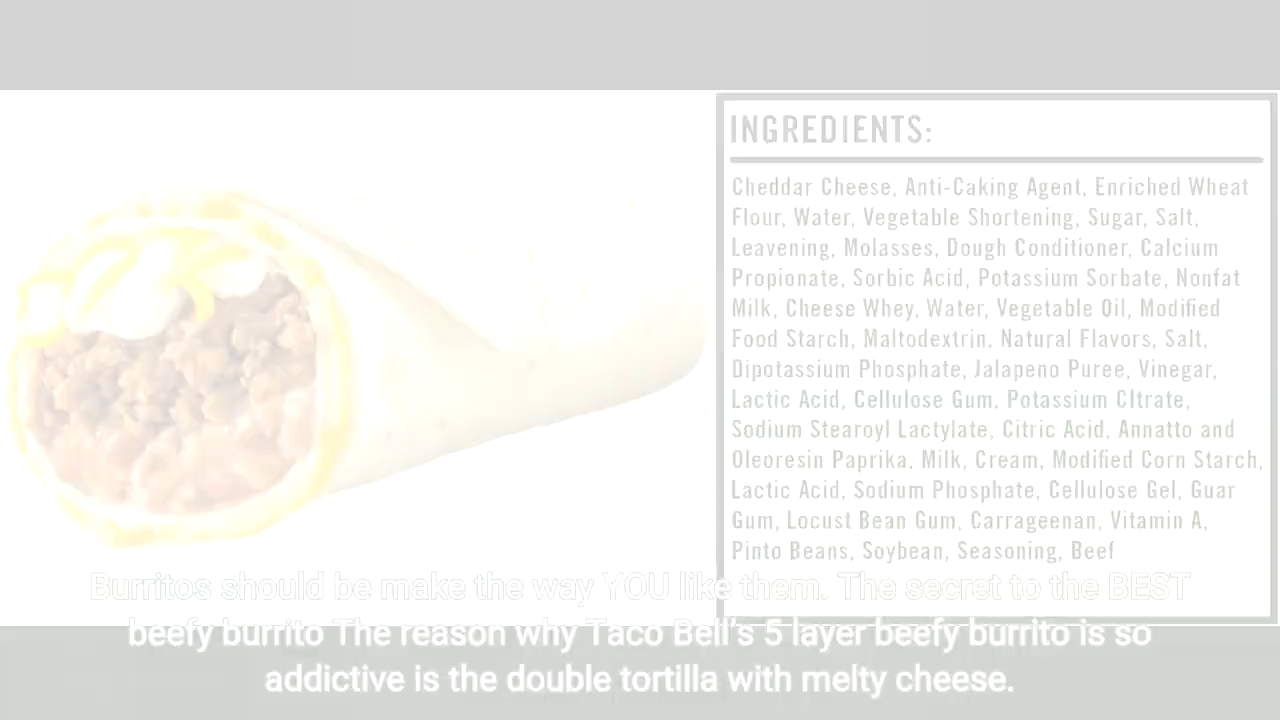 INGREDIENTS:
Cheddar Cheese, Anti-Caking Agent, Enriched Wheat
Flour, Water, Vegetable Shortening, Sugar, Salt,
Leavening, Molasses, Dough Conditioner, Calcium
Propionate, Sorbic Acid, Potassium Sorbate, Nonfat
Milk, Cheese Whey, Water, Vegetable Oil, Modified
Food Starch, Maltodextrin, Natural Flavors, Salt,
Dipotassium Phosphate, Jalapeno Puree, Vinegar,
Lactic Acid, Cellulose Gum, Potassium CItrate,
Sodium Stearoyl Lactylate, Citric Acid, Annatto and
Oleoresin Paprika, Milk, Cream, Modified Corn Starch,
Lactic Acid, Sodium Phosphate, Cellulose Gel, Guar
Gum, Locust Bean Gum, Carrageenan, Vitamin A,
Pinto Beans, Soybean, Seasoning, Beef
Burritos should be make the way YOU like them. The secret to the BEST
beefy burrito The reason why Taco Bell's 5 layer beefy burrito is so
addictive is the double tortilla with melty cheese.